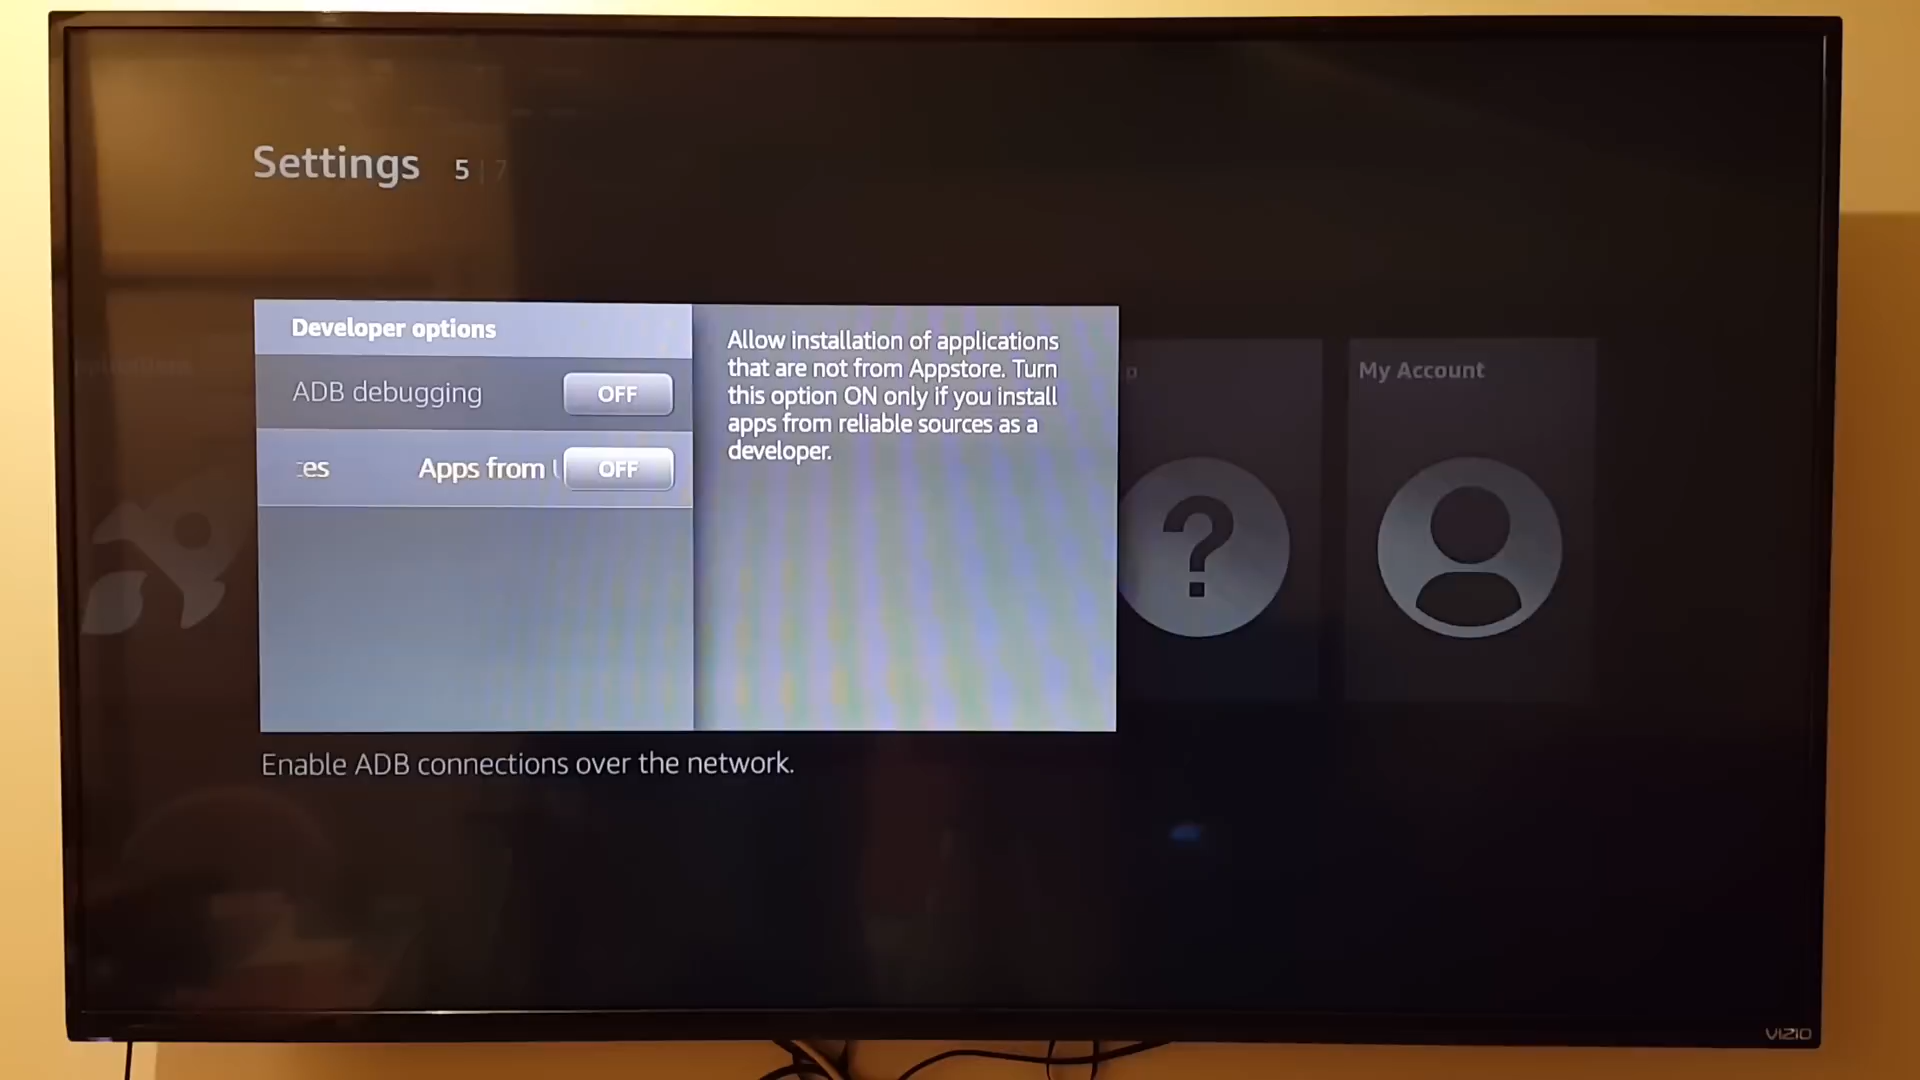 Settings 5 | 7
Developer options
ADB debugging OFF
es Apps from OFF
Allow installation of applications
that are not from Appstore. Turn
this option ON only if you install
apps from reliable sources as a
developer.
My Account
Enable ADB connections over the network.
VIZIO